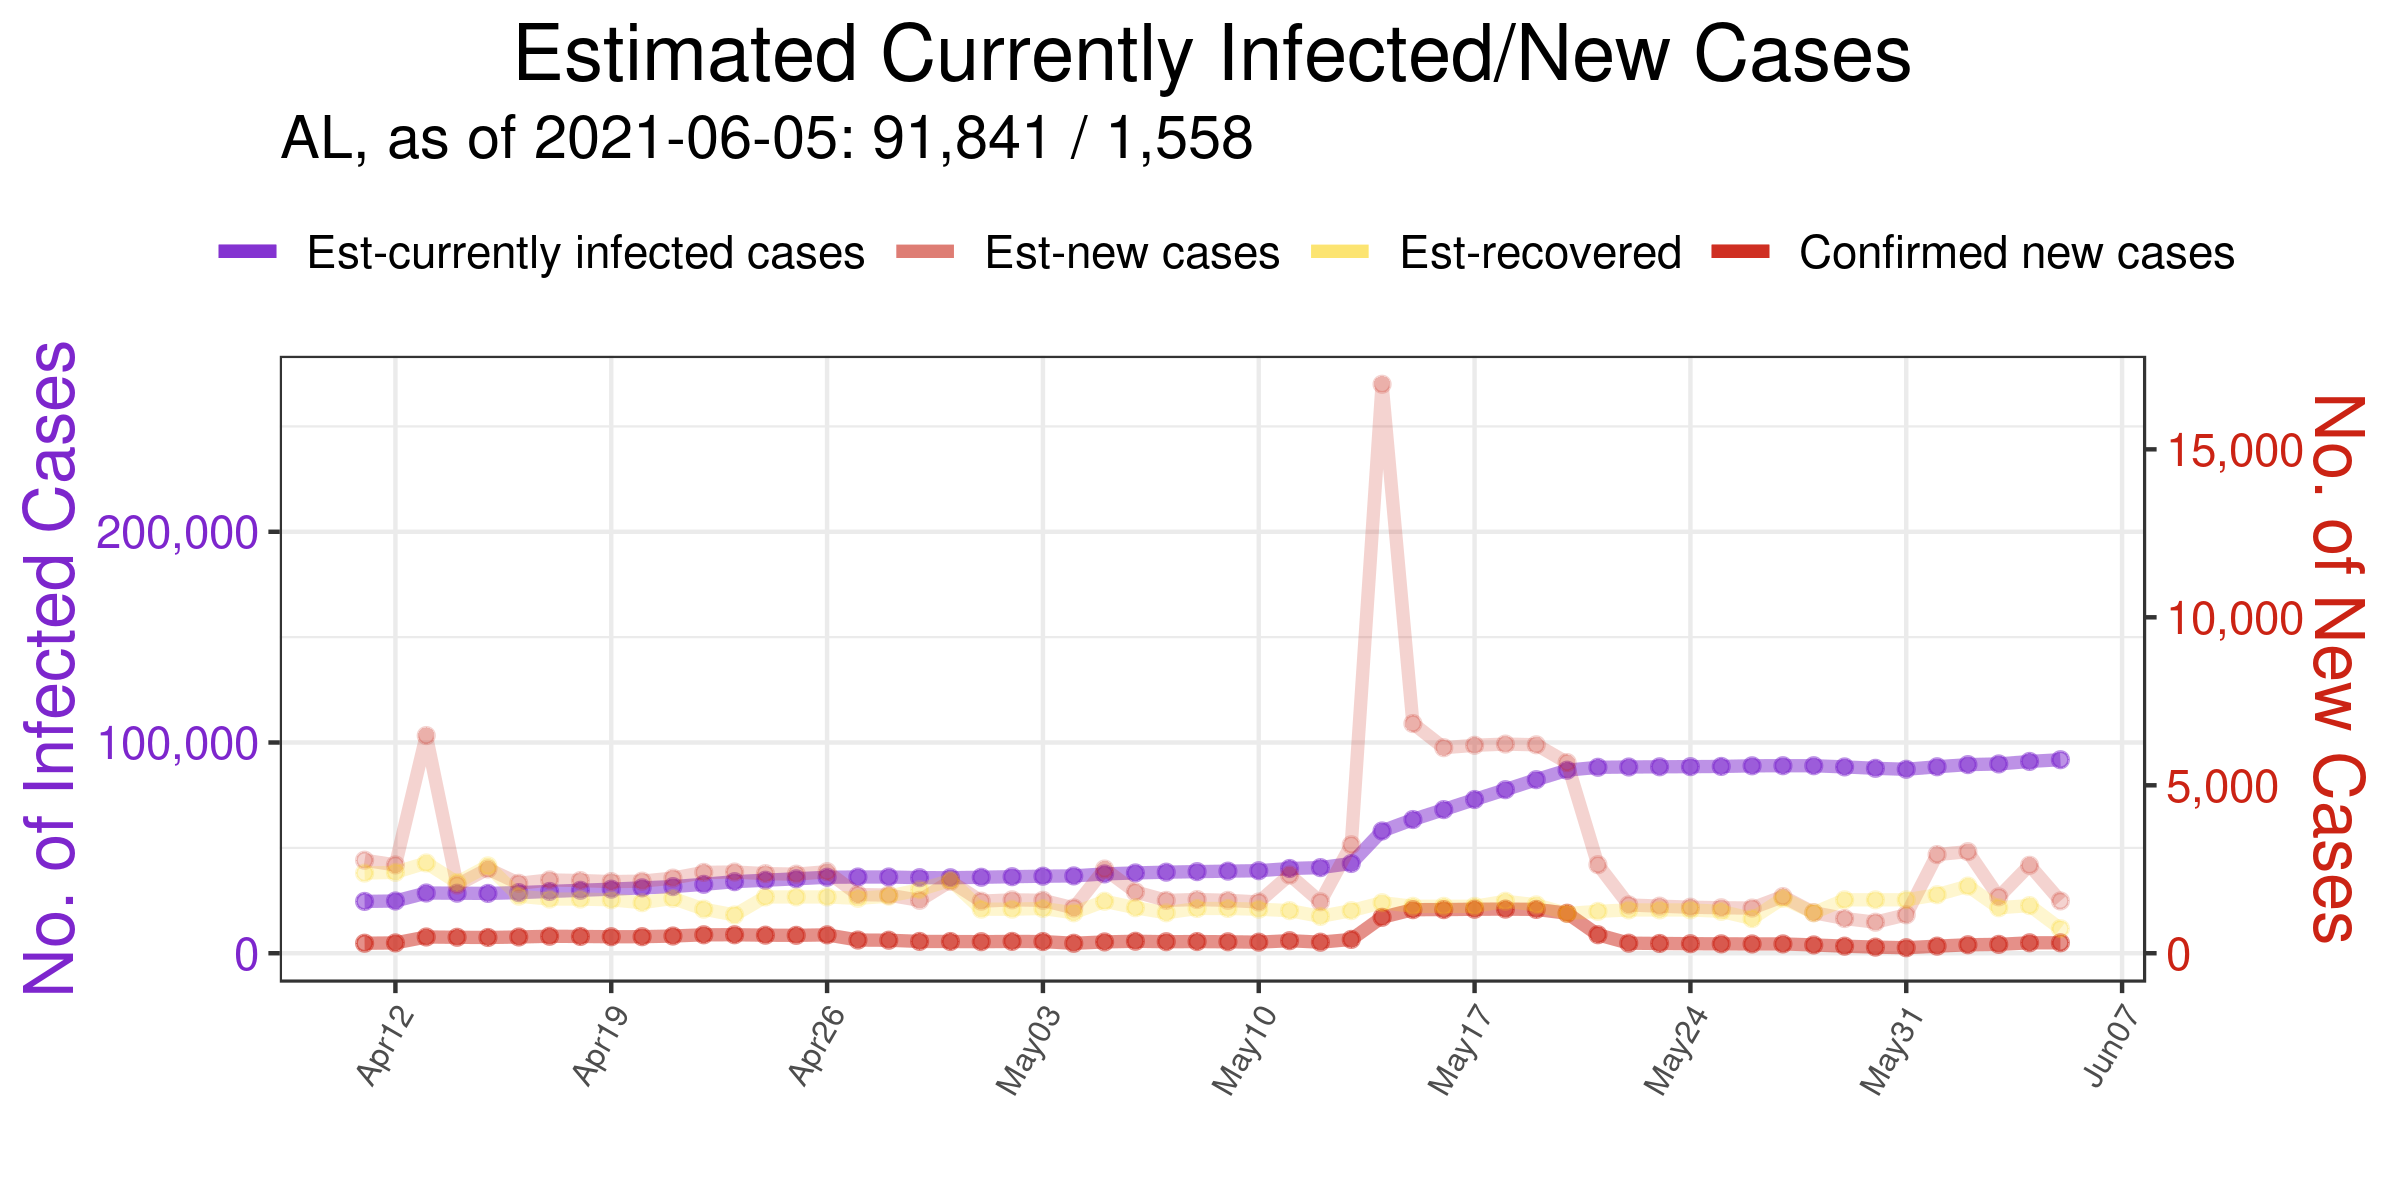 Estimated Currently Infected/New Cases
AL, as of 2021-06-05: 91,841 / 1,558
Est-currently infected cases Est-new cases Est-recovered Confirmed new cases
No. of Infected Cases
200,000
100,000
0
15,000
10,000
5,000
0
No. of New Cases
Apr12 Apr19 Apr26 May03 May10 May17 May24 May31 Jun07